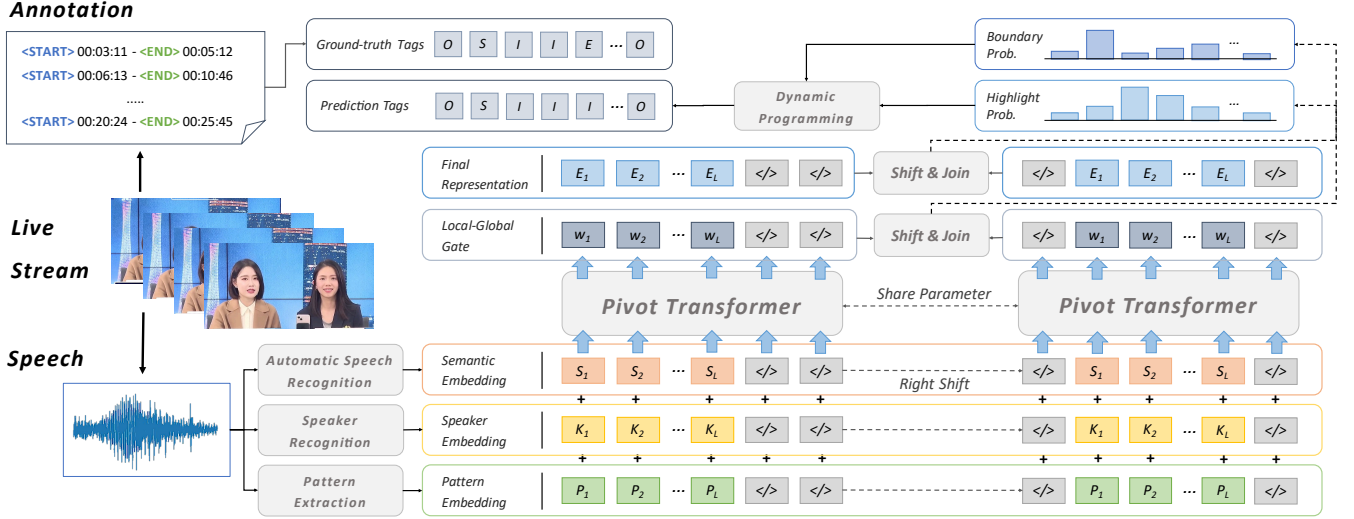 Annotation
<START> 00:03:11 - <END> 00:05:12
<START> 00:06:13 - <END> 00:10:46
.....
<START> 00:20:24 - <END> 00:25:45
Ground-truth Tags O S I I E ... O
Prediction Tags O S I I I ... O
Dynamic
Programming
Boundary
Prob.
...
Highlight
Prob.
...
Final
Representation
E1 E2 ... EL </> </>
Shift & Join
</> E1 E2 ... EL </>
Live
Stream
Local-Global
Gate
w1 w2 ... wL </> </>
Shift & Join
</> w1 w2 ... wL </>
Pivot Transformer
Share Parameter
Pivot Transformer
Speech
Automatic Speech
Recognition
Semantic
Embedding
S1 S2 ... SL </> </>
Right Shift
</> S1 S2 ... SL </>
+ + + + + + + + + +
Speaker
Recognition
Speaker
Embedding
K1 K2 ... KL </> </>
</> K1 K2 ... KL </>
+ + + + + + + + + +
Pattern
Extraction
Pattern
Embedding
P1 P2 ... PL </> </>
</> P1 P2 ... PL </>